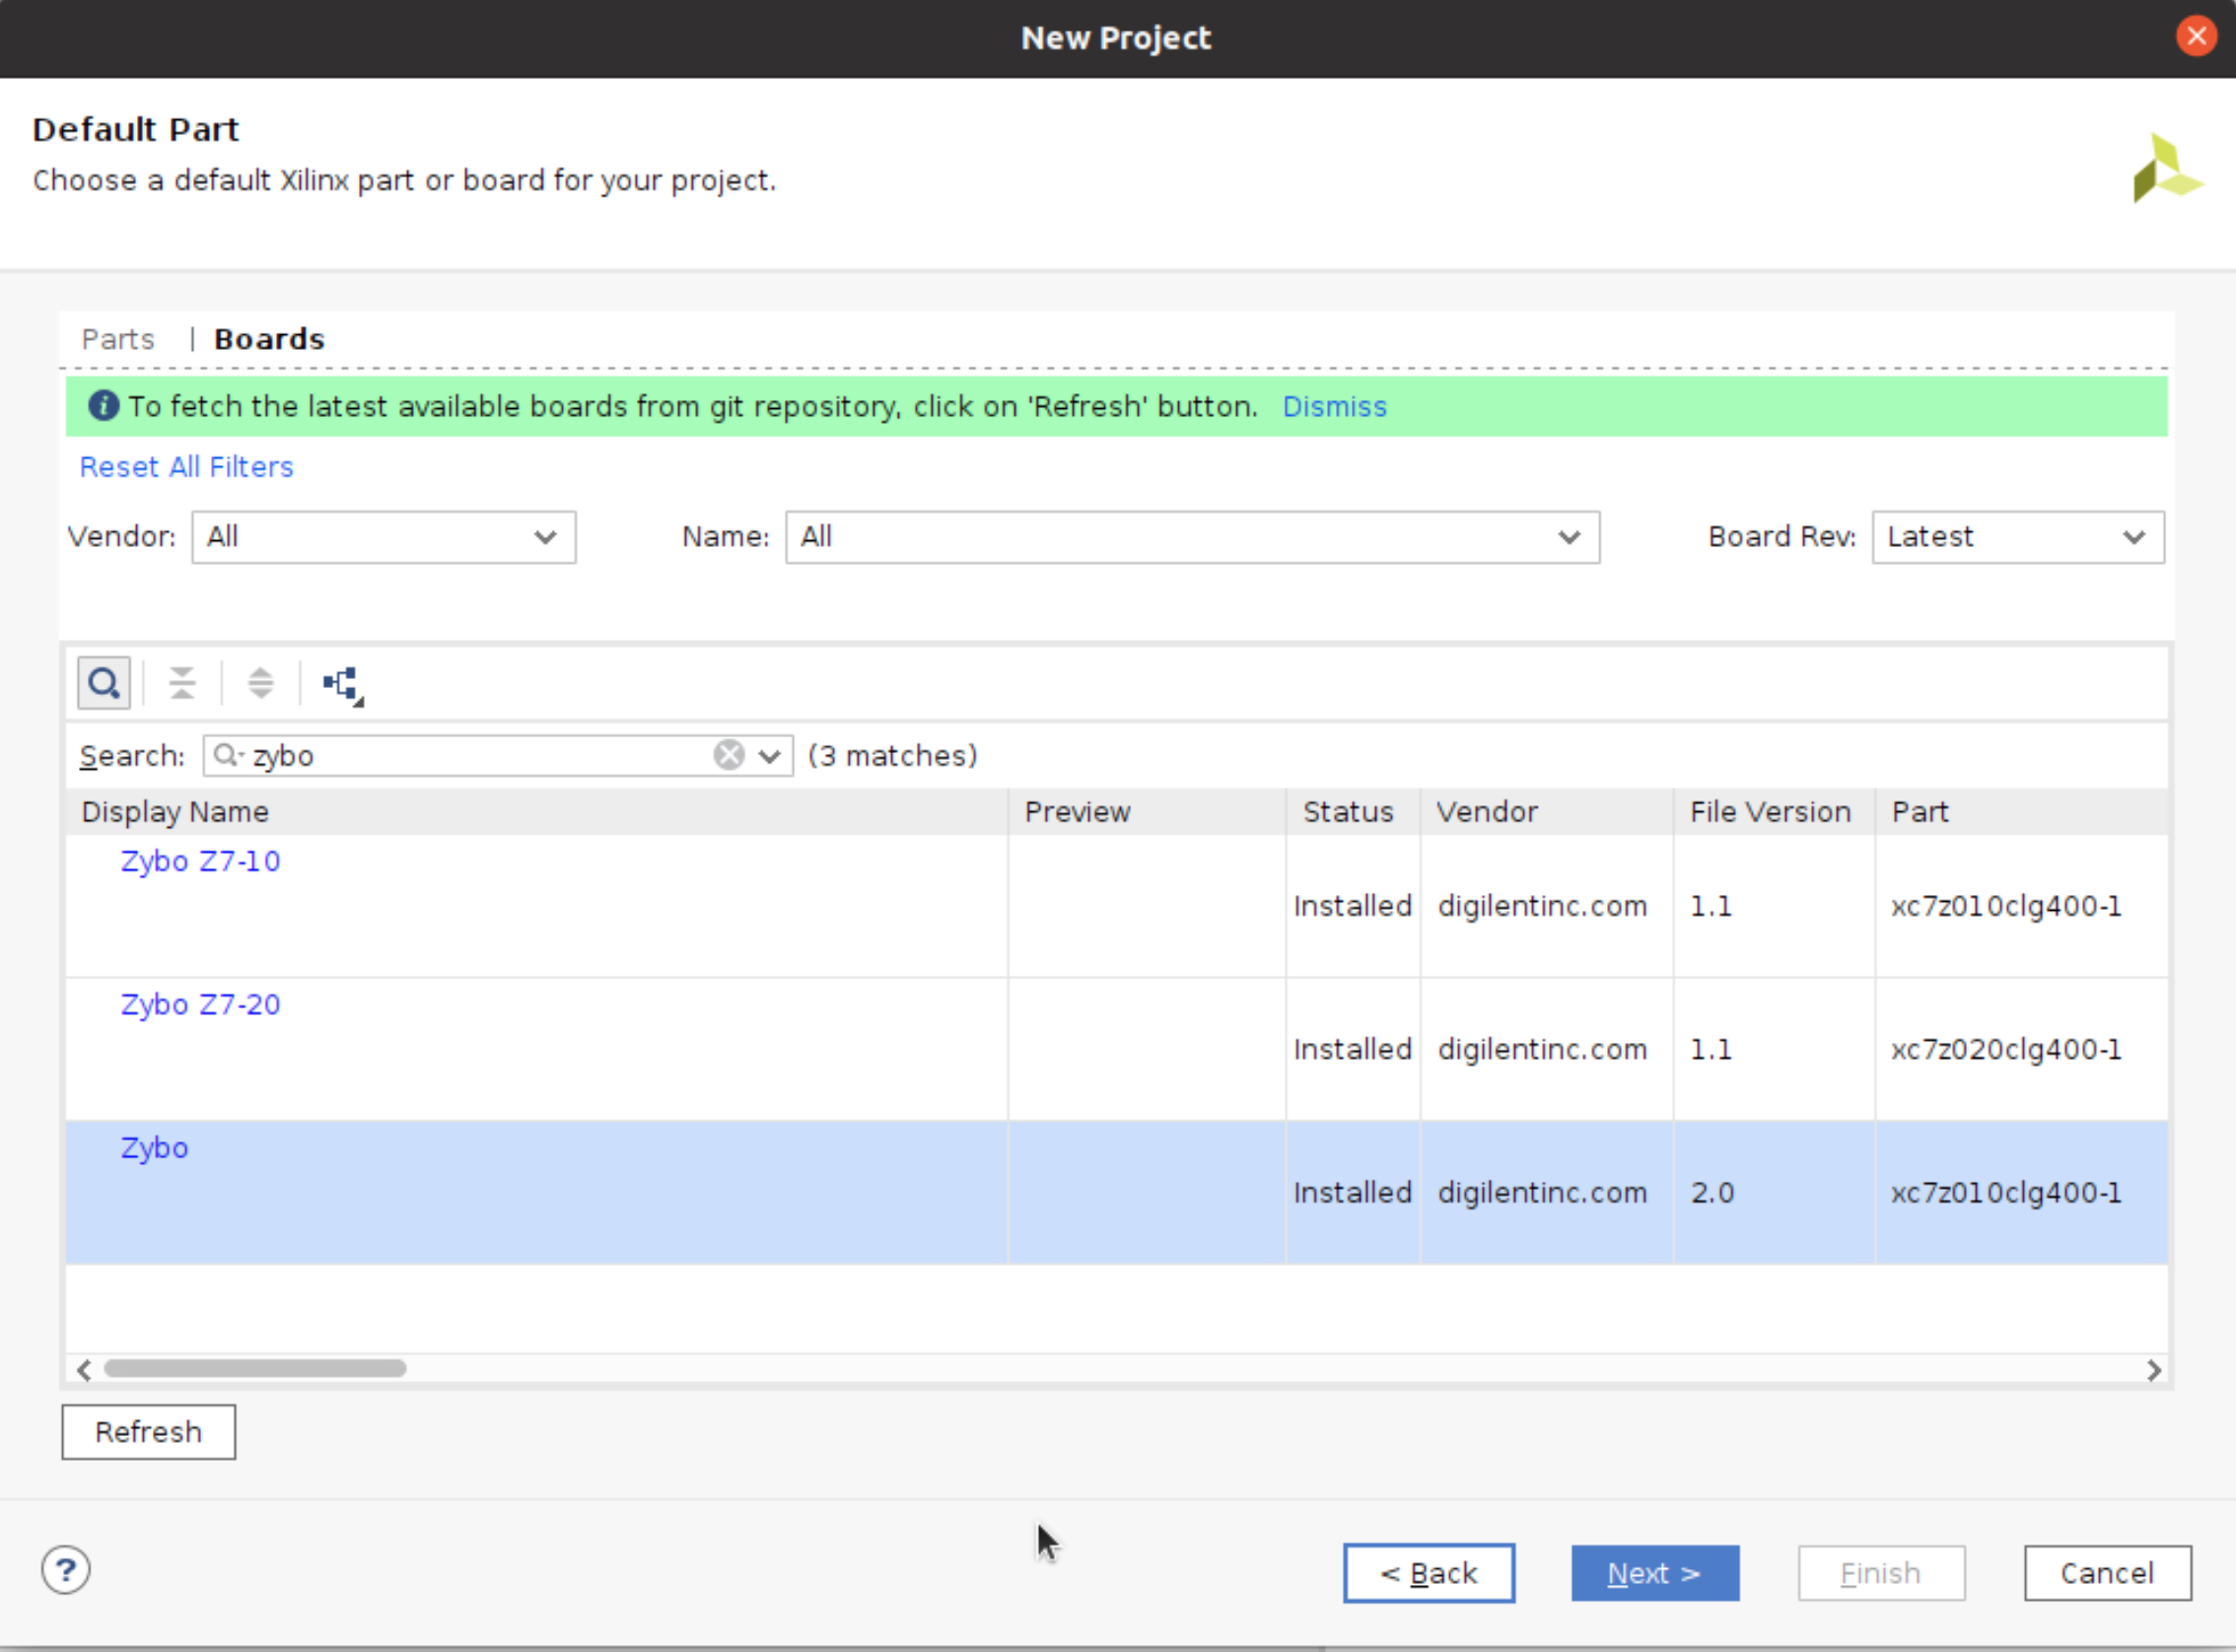 New Project
Default Part
Choose a default Xilinx part or board for your project.
Parts | Boards
To fetch the latest available boards from git repository, click on 'Refresh' button. Dismiss
Reset All Filters
Vendor: All Name: All Board Rev: Latest
Search: zybo (3 matches)
Display Name Preview Status Vendor File Version Part
Zybo Z7-10 Installed digilentinc.com 1.1 xc7z010clg400-1
Zybo Z7-20 Installed digilentinc.com 1.1 xc7z020clg400-1
Zybo Installed digilentinc.com 2.0 xc7z010clg400-1
Refresh
? < Back Next > Finish Cancel